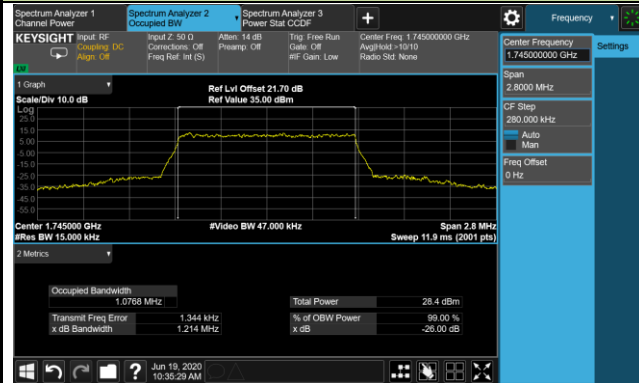 Spectrum Analyzer 1
Channel Power
Spectrum Analyzer 2
Occupied BW
Spectrum Analyzer 3
Power Stat CCDF
Frequency
KEYSIGHT
Input: RF
Coupling: DC
Align: Off
Input Z: 50 Ω
Corrections: Off
Freq Ref: Int (S)
Atten: 14 dB
Preamp: Off
Trig: Free Run
Gate: Off
#IF Gain: Low
Center Freq: 1.745000000 GHz
Avg|Hold:>10/10
Radio Std: None
LXI
Center Frequency
1.745000000 GHz
Settings
Span
2.8000 MHz
CF Step
280.000 kHz
Auto
Man
Freq Offset
0 Hz
1 Graph
Scale/Div 10.0 dB
Ref Lvl Offset 21.70 dB
Ref Value 35.00 dBm
Log
25.0
15.0
5.00
-5.00
-15.0
-25.0
-35.0
-45.0
-55.0
Center 1.745000 GHz
#Res BW 15.000 kHz
#Video BW 47.000 kHz
Span 2.8 MHz
Sweep 11.9 ms (2001 pts)
2 Metrics
Occupied Bandwidth
1.0768 MHz
Total Power 28.4 dBm
Transmit Freq Error 1.344 kHz
% of OBW Power 99.00 %
x dB Bandwidth 1.214 MHz
x dB -26.00 dB
?
Jun 19, 2020
10:35:29 AM